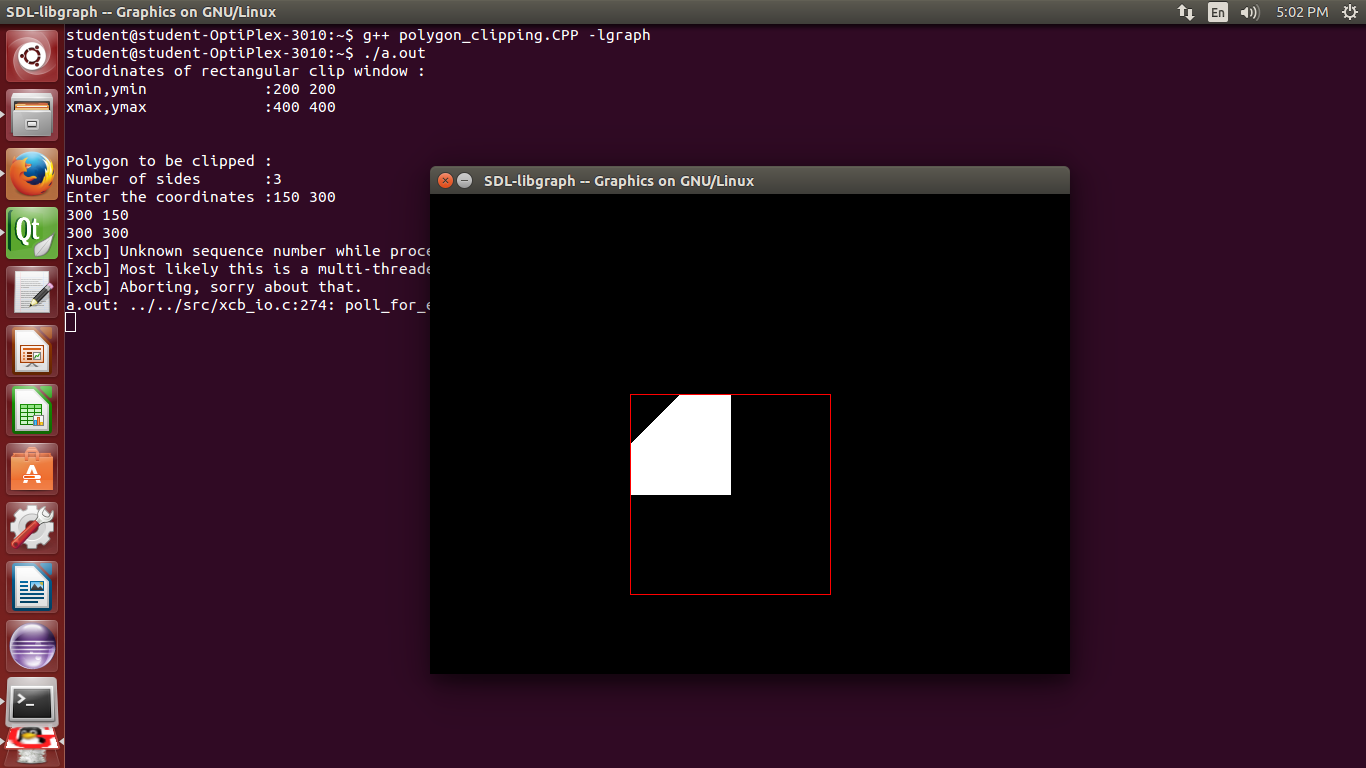 SDL-libgraph -- Graphics on GNU/Linux
En 5:02 PM
student@student-OptiPlex-3010:~$ g++ polygon_clipping.CPP -lgraph
student@student-OptiPlex-3010:~$ ./a.out
Coordinates of rectangular clip window :
xmin,ymin             :200 200
xmax,ymax             :400 400
Polygon to be clipped :
Number of sides       :3
Enter the coordinates :150 300
300 150
300 300
[xcb] Unknown sequence number while proce
[xcb] Most likely this is a multi-threade
[xcb] Aborting, sorry about that.
a.out: ../../src/xcb_io.c:274: poll_for_e
SDL-libgraph -- Graphics on GNU/Linux
Qt